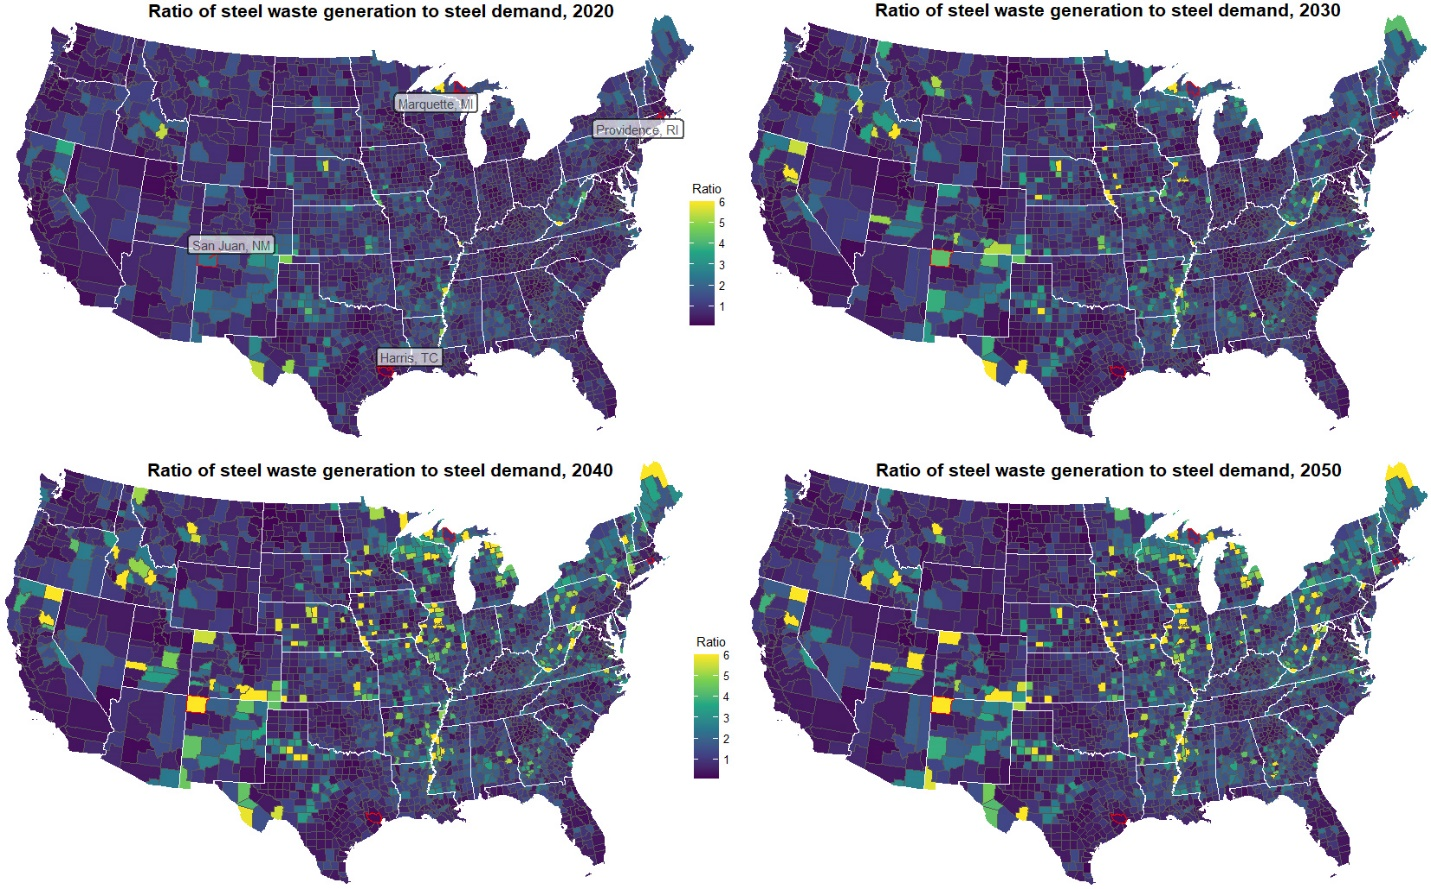 Ratio of steel waste generation to steel demand, 2020
Ratio of steel waste generation to steel demand, 2030
Marquette, MI
Providence, RI
San Juan, NM
Harris, TC
Ratio
6
5
4
3
2
1
Ratio of steel waste generation to steel demand, 2040
Ratio of steel waste generation to steel demand, 2050
Ratio
6
5
4
3
2
1